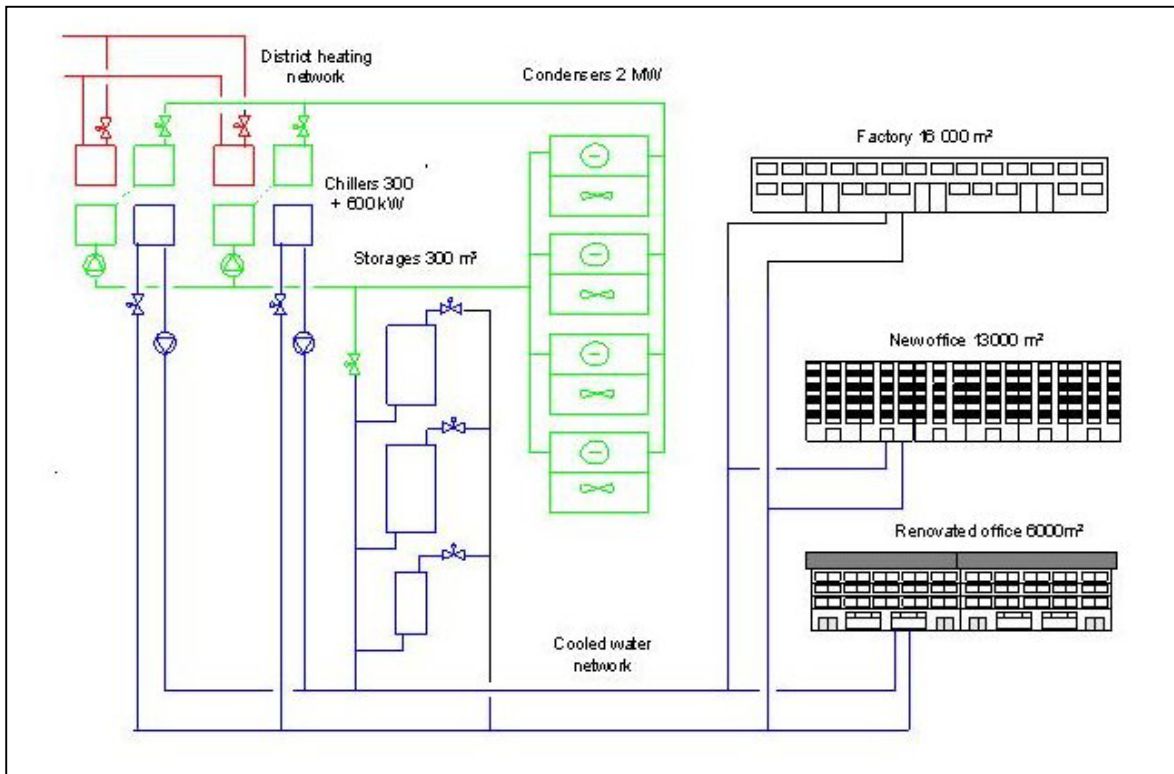 District heating
network
Condensers 2 MW
Factory 16 000 m²
Chillers 300
+ 600 kW
Storages 300 m³
New office 13000 m²
Renovated office 6000m²
Cooled water
network